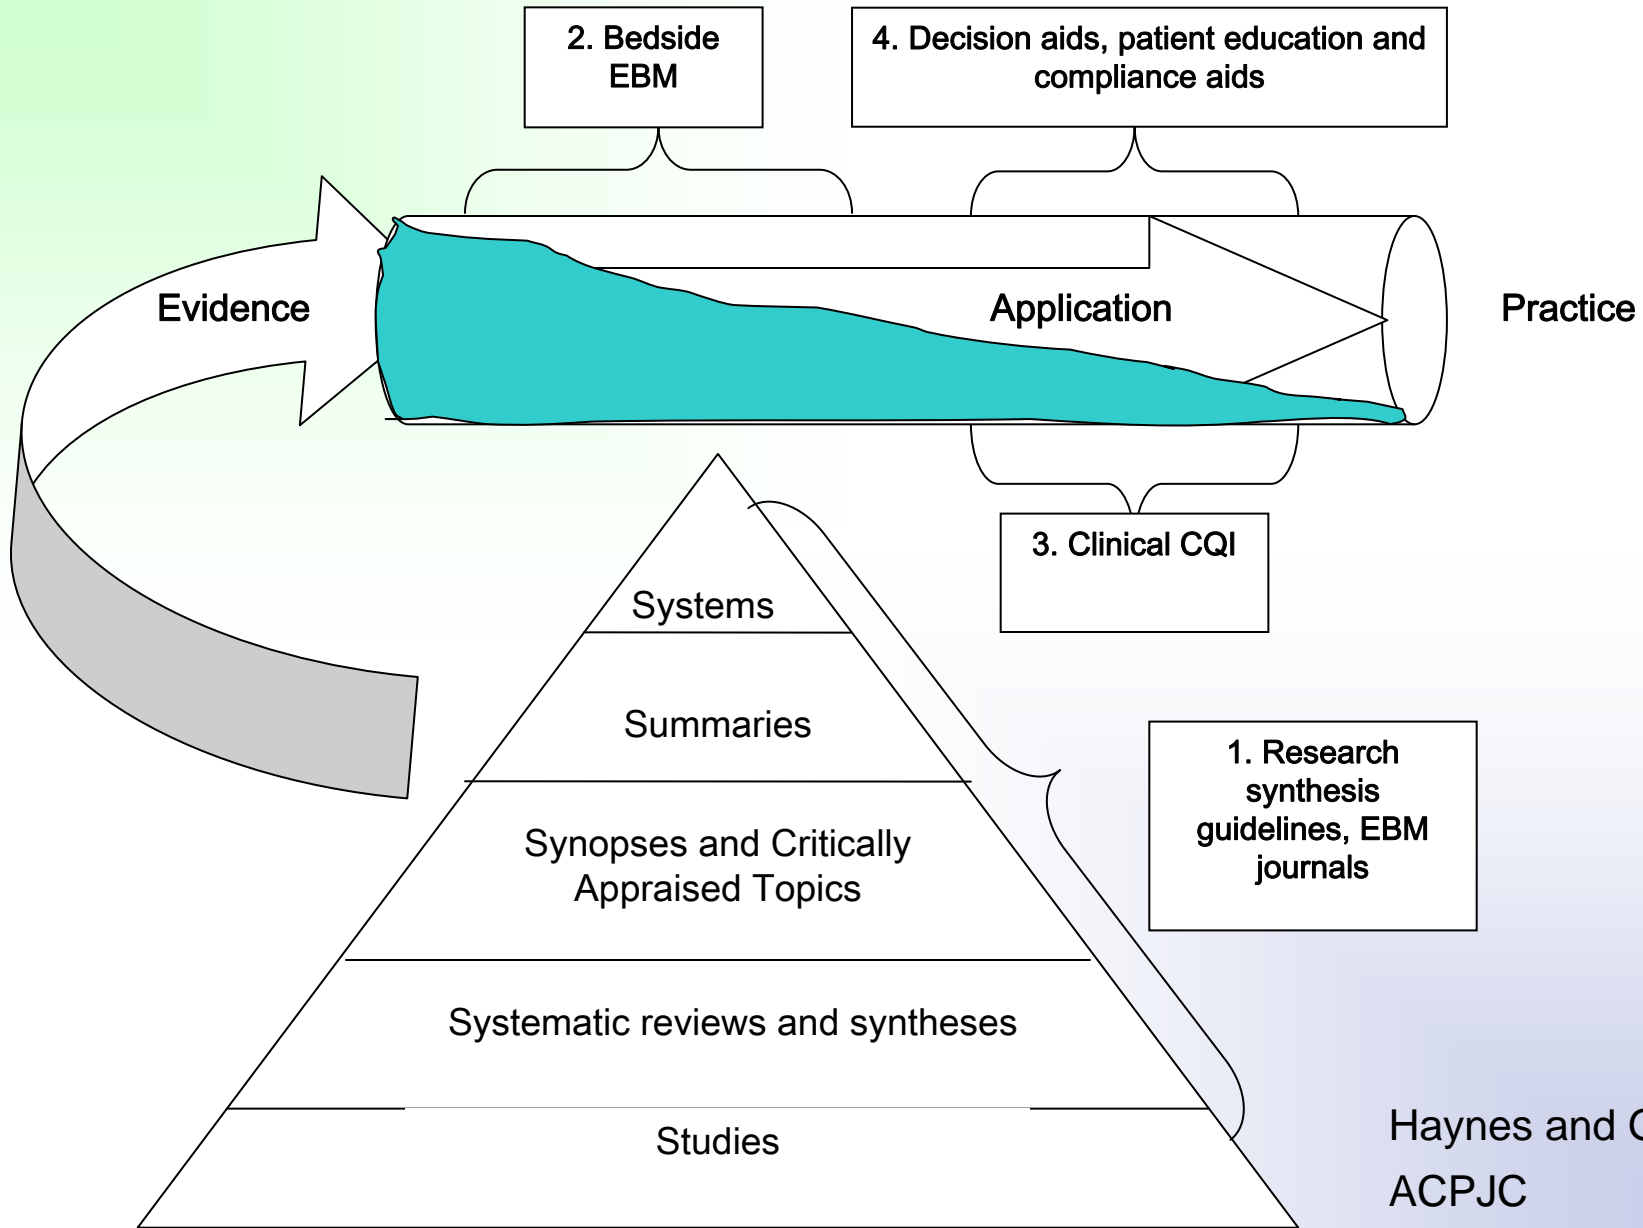 2. Bedside
EBM
4. Decision aids, patient education and
compliance aids
Evidence
Application
Practice
3. Clinical CQI
Systems
Summaries
1. Research
synthesis
guidelines, EBM
journals
Synopses and Critically
Appraised Topics
Systematic reviews and syntheses
Studies
Haynes and
ACPJC